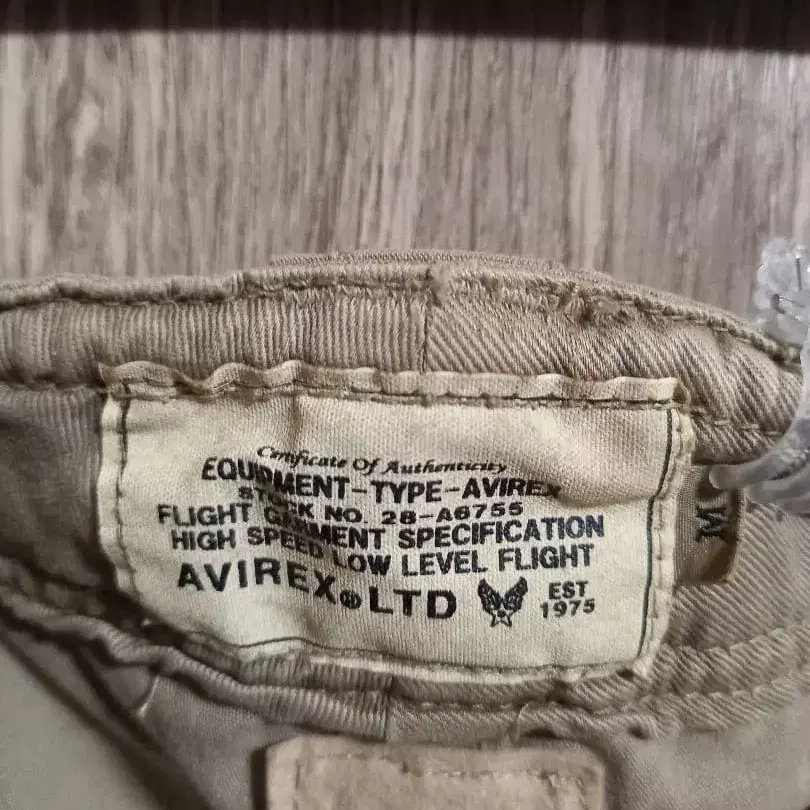 Certificate Of Authenticity
EQUIPMENT-TYPE-AVIREX
STOCK NO. 28-A6755
FLIGHT GARMENT SPECIFICATION
HIGH SPEED LOW LEVEL FLIGHT
AVIREX® LTD
EST
1975
M